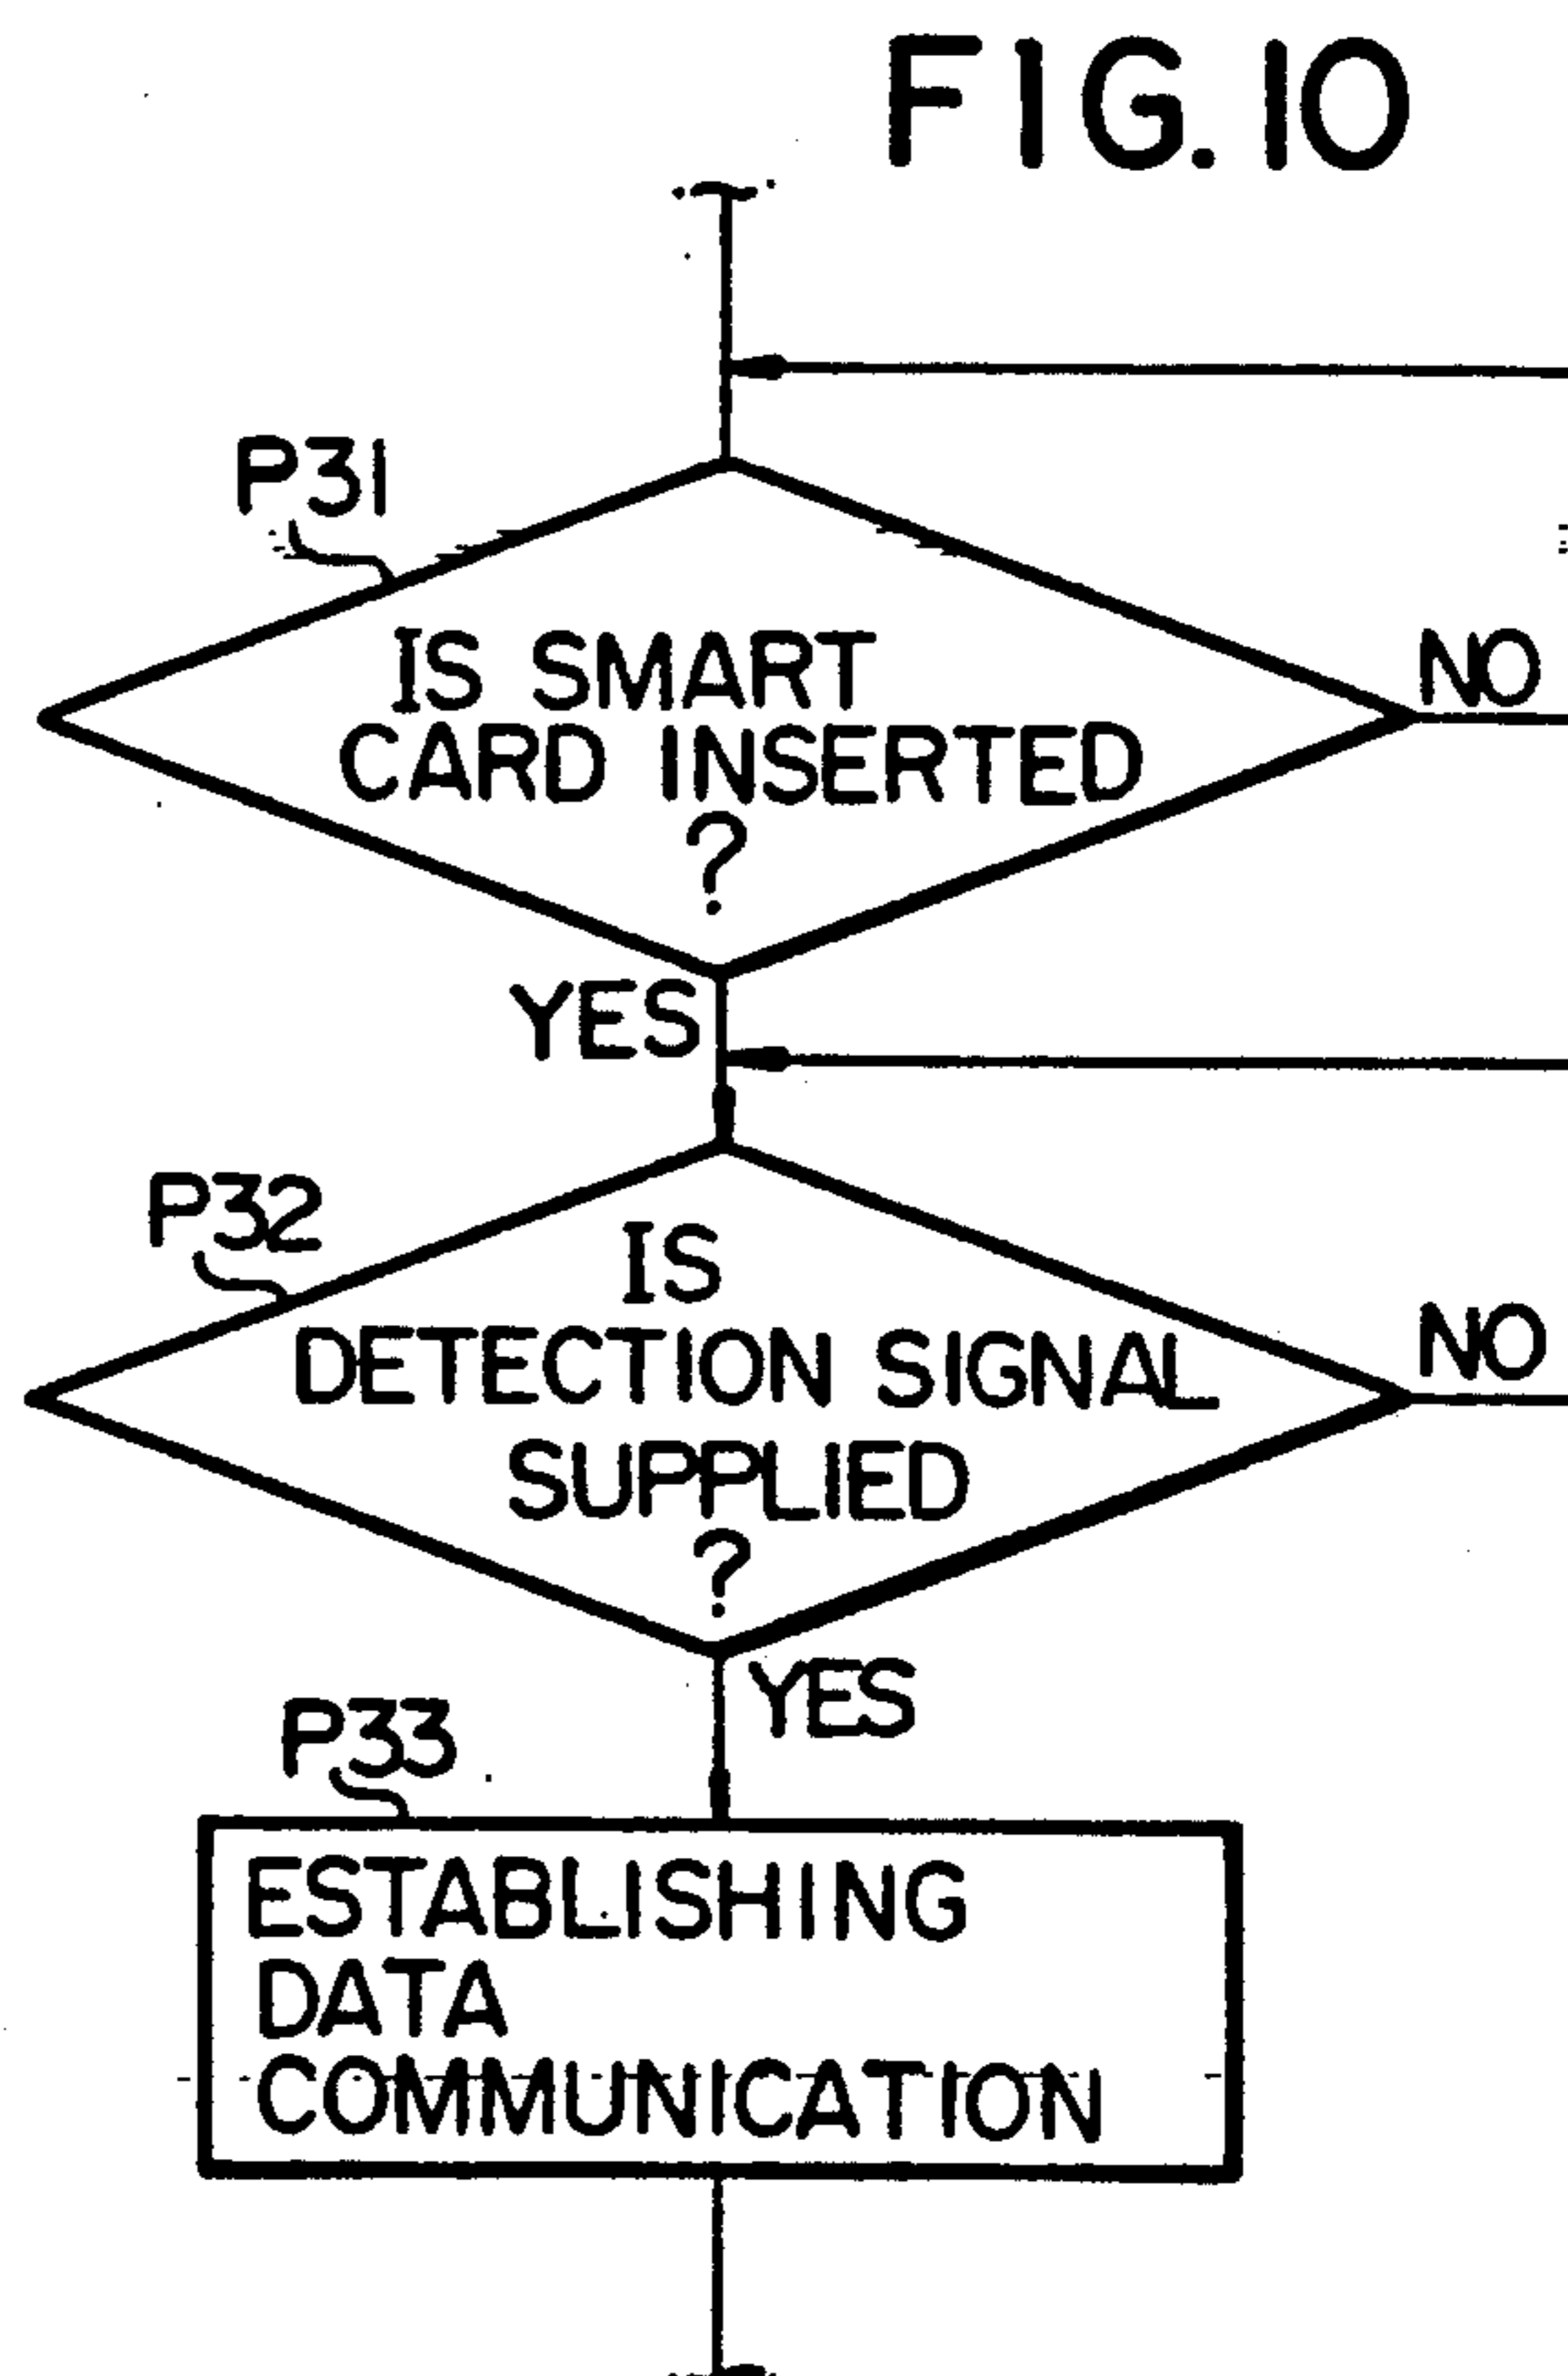 FIG. 10
P31
IS SMART
CARD INSERTED
?
NO
YES
P32
IS
DETECTION SIGNAL
SUPPLIED
?
NO
YES
P33
ESTABLISHING
DATA
COMMUNICATION